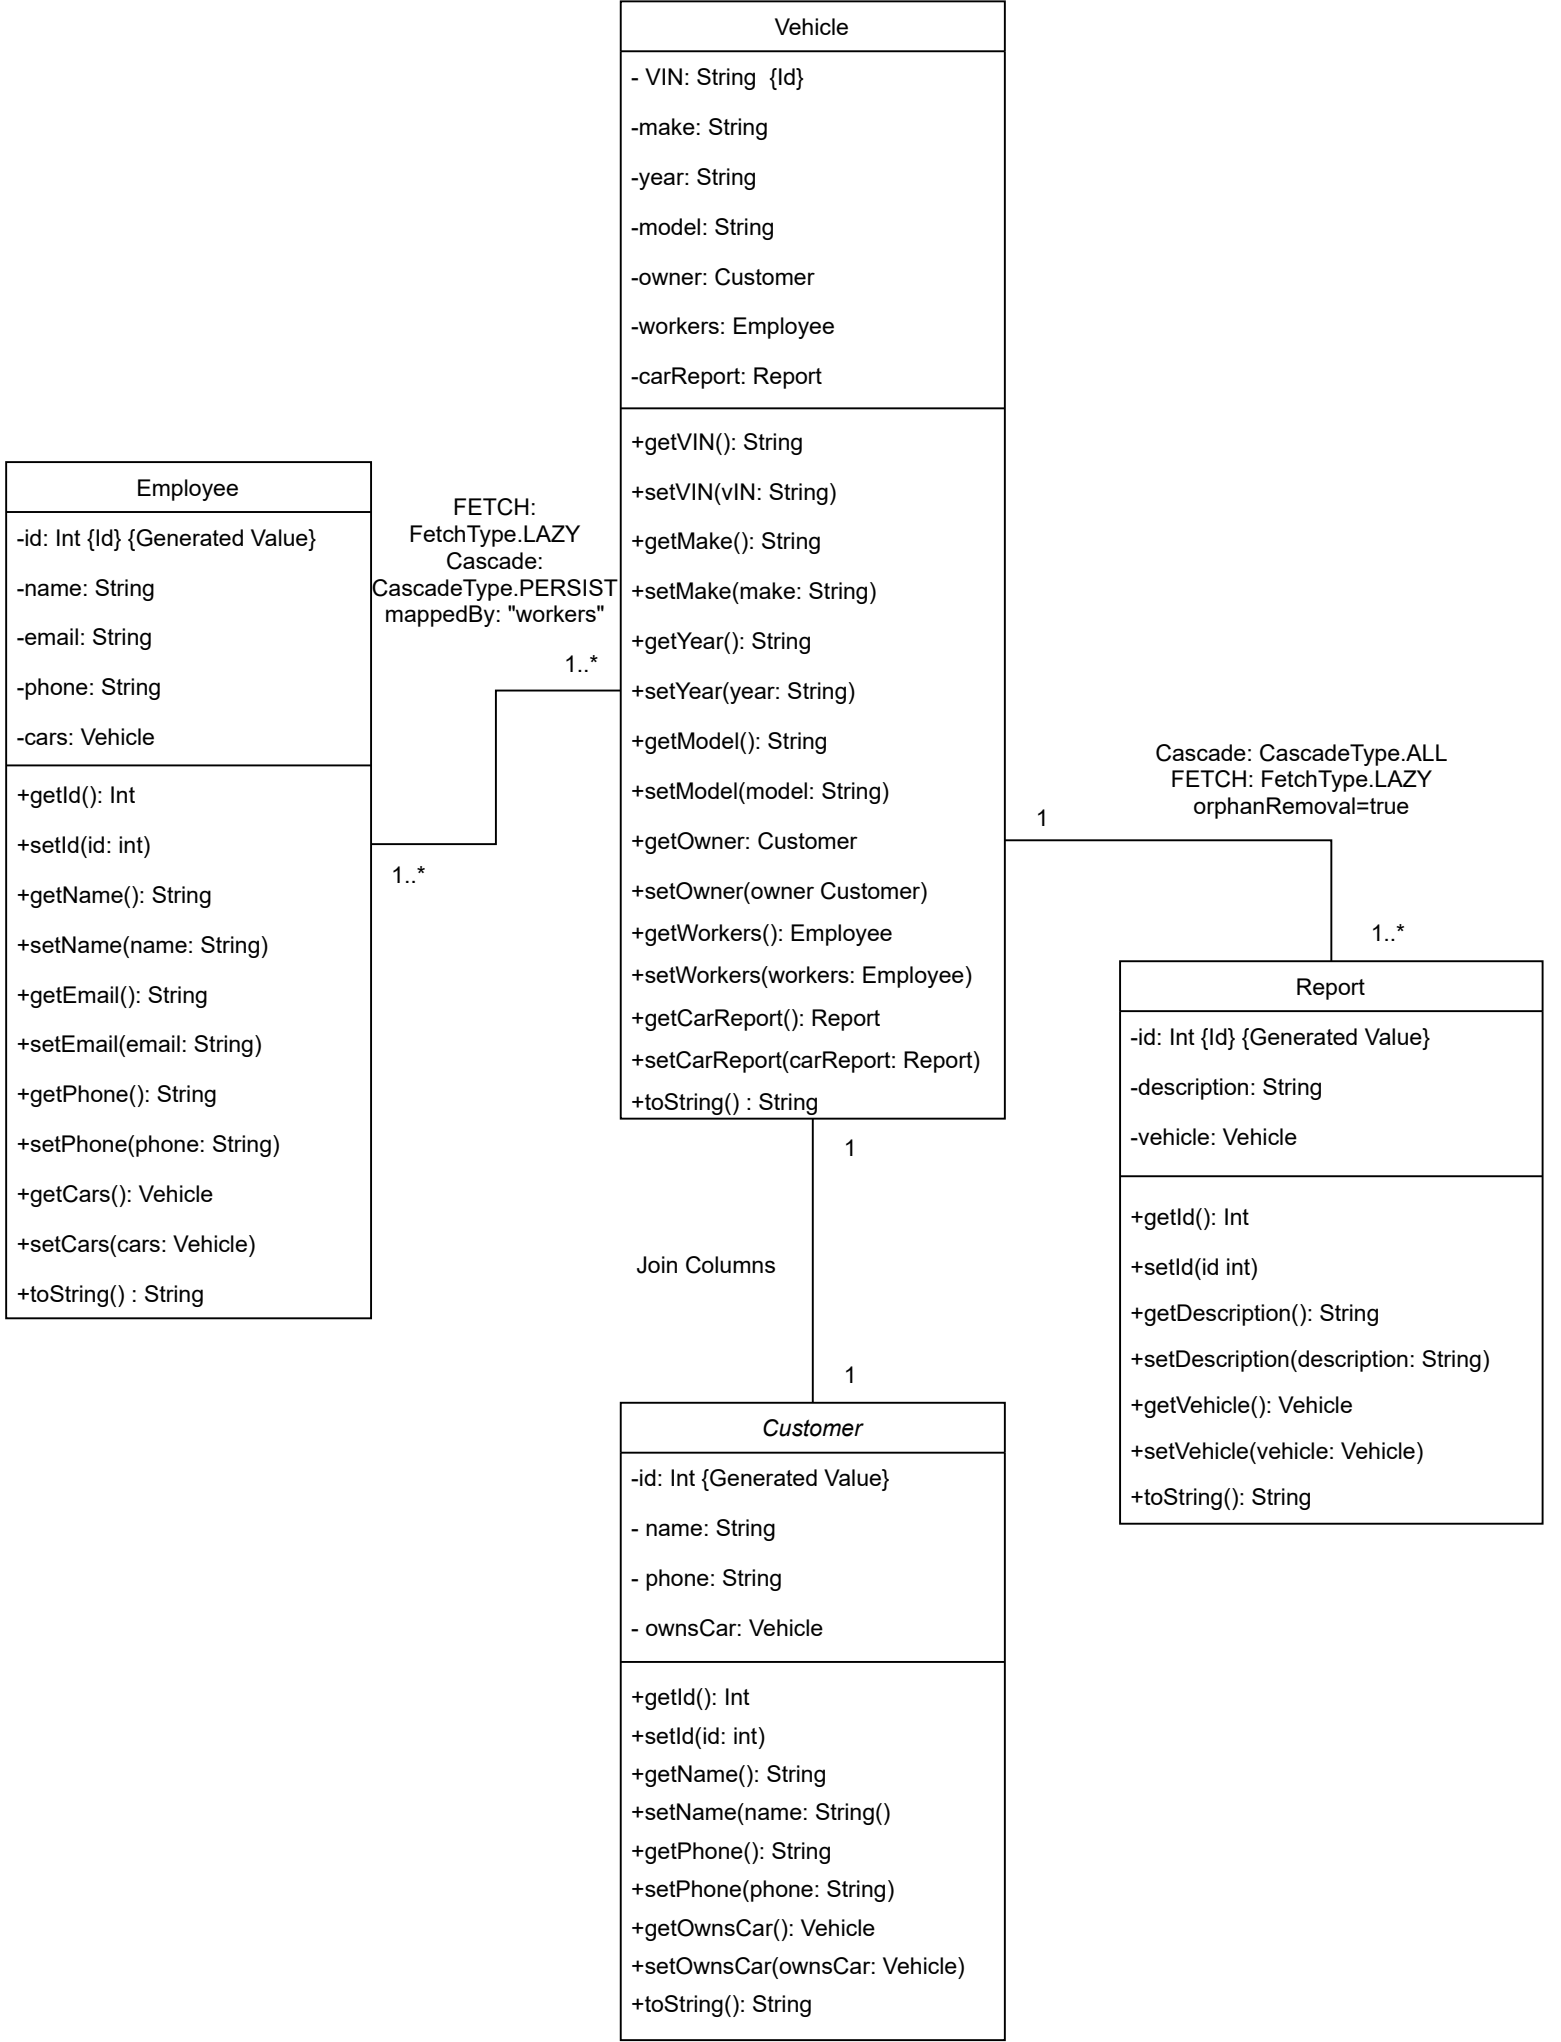 Vehicle
- VIN: String  {Id}
-make: String
-year: String
-model: String
-owner: Customer
-workers: Employee
-carReport: Report
+getVIN(): String
+setVIN(vIN: String)
+getMake(): String
+setMake(make: String)
+getYear(): String
+setYear(year: String)
+getModel(): String
+setModel(model: String)
+getOwner: Customer
+setOwner(owner Customer)
+getWorkers(): Employee
+setWorkers(workers: Employee)
+getCarReport(): Report
+setCarReport(carReport: Report)
+toString() : String
Employee
-id: Int {Id} {Generated Value}
-name: String
-email: String
-phone: String
-cars: Vehicle
+getId(): Int
+setId(id: int)
+getName(): String
+setName(name: String)
+getEmail(): String
+setEmail(email: String)
+getPhone(): String
+setPhone(phone: String)
+getCars(): Vehicle
+setCars(cars: Vehicle)
+toString() : String
FETCH:
FetchType.LAZY
Cascade:
CascadeType.PERSIST
mappedBy: "workers"
1..*
1..*
Cascade: CascadeType.ALL
FETCH: FetchType.LAZY
orphanRemoval=true
1
1..*
Report
-id: Int {Id} {Generated Value}
-description: String
-vehicle: Vehicle
+getId(): Int
+setId(id int)
+getDescription(): String
+setDescription(description: String)
+getVehicle(): Vehicle
+setVehicle(vehicle: Vehicle)
+toString(): String
1
Join Columns
1
Customer
-id: Int {Generated Value}
- name: String
- phone: String
- ownsCar: Vehicle
+getId(): Int
+setId(id: int)
+getName(): String
+setName(name: String()
+getPhone(): String
+setPhone(phone: String)
+getOwnsCar(): Vehicle
+setOwnsCar(ownsCar: Vehicle)
+toString(): String